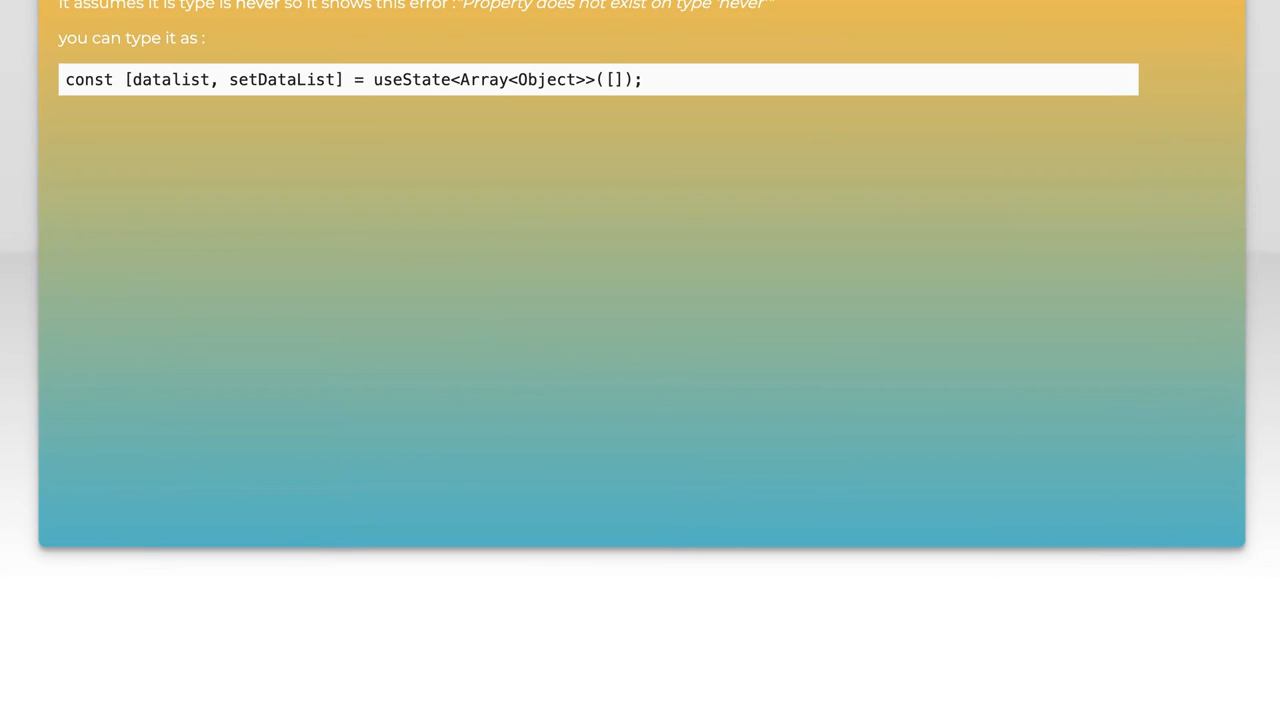 it assumes it is type is never so it shows this error :"Property does not exist on type 'never'"
you can type it as :
const [datalist, setDataList] = useState<Array<Object>>([]);